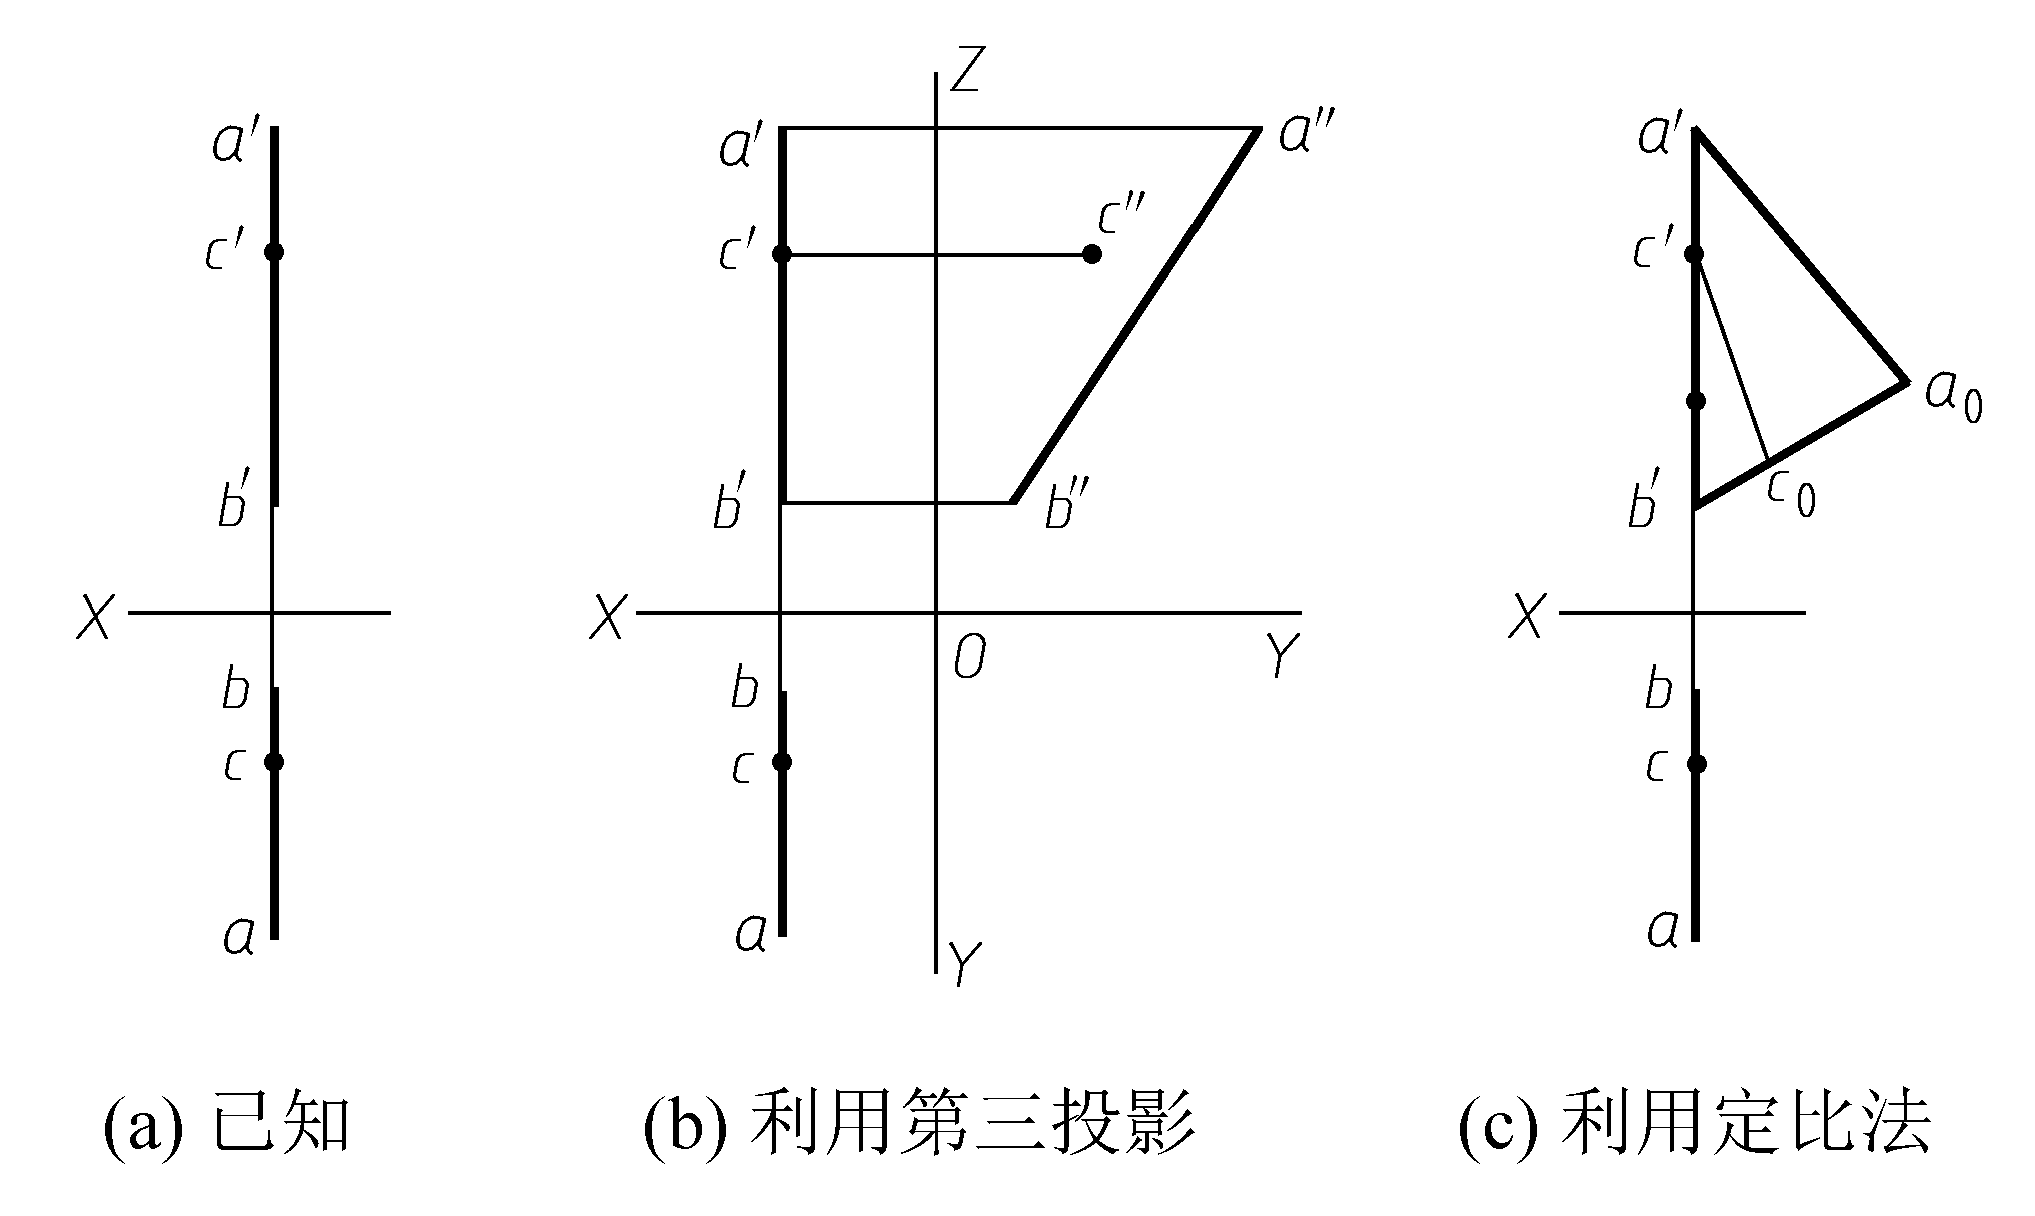 Z
a′ a′ a″ a′
c′ c′ c″ c′
a₀
b′ b′ b″ b′ c₀
X X O Y X
b b b
c c c
a a Y a
(a) 已知 (b) 利用第三投影 (c) 利用定比法